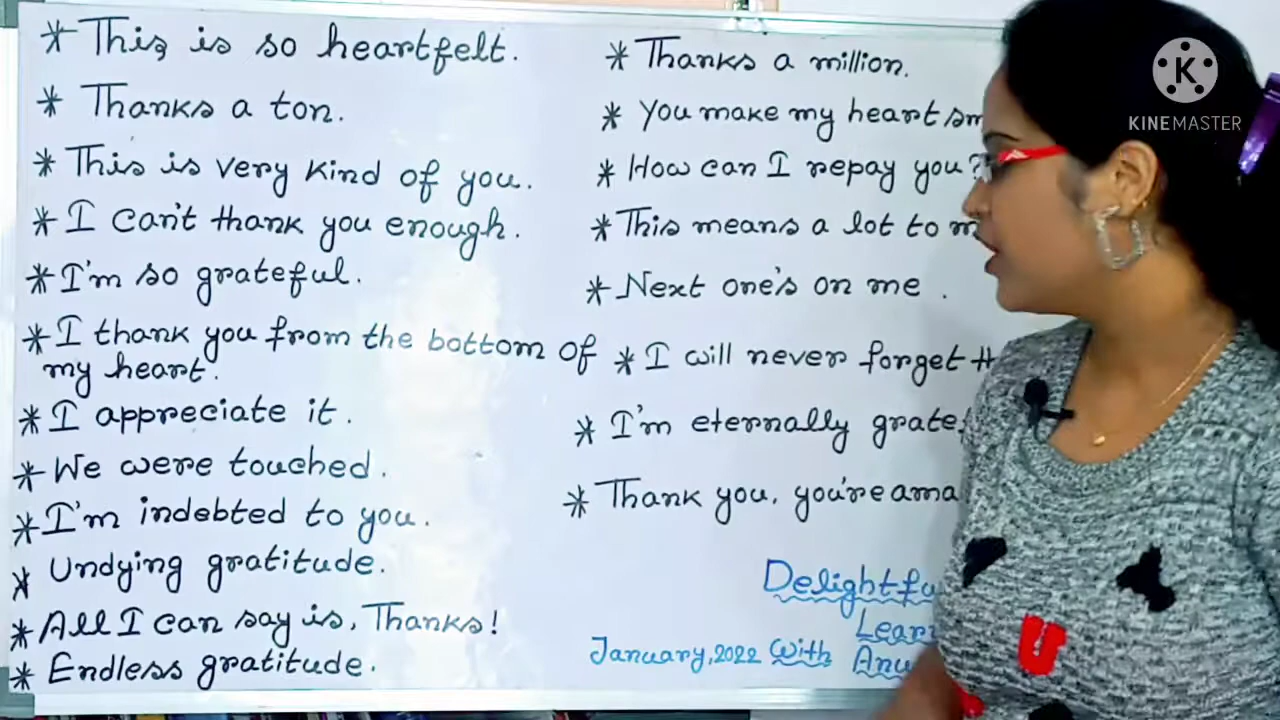 * This is so heartfelt.
* Thanks a ton.
* This is very kind of you.
* I can't thank you enough.
* I'm so grateful.
* I thank you from the bottom of
my heart.
* I appreciate it.
* We were touched.
* I'm indebted to you.
* Undying gratitude.
* All I can say is, Thanks!
* Endless gratitude.
* Thanks a million.
* You make my heart
* How can I repay you?
* This means a lot to
* Next one's on me.
* I will never forget
* I'm eternally
* Thank you, you're
January, 2022 With
K
KINEMASTER
U